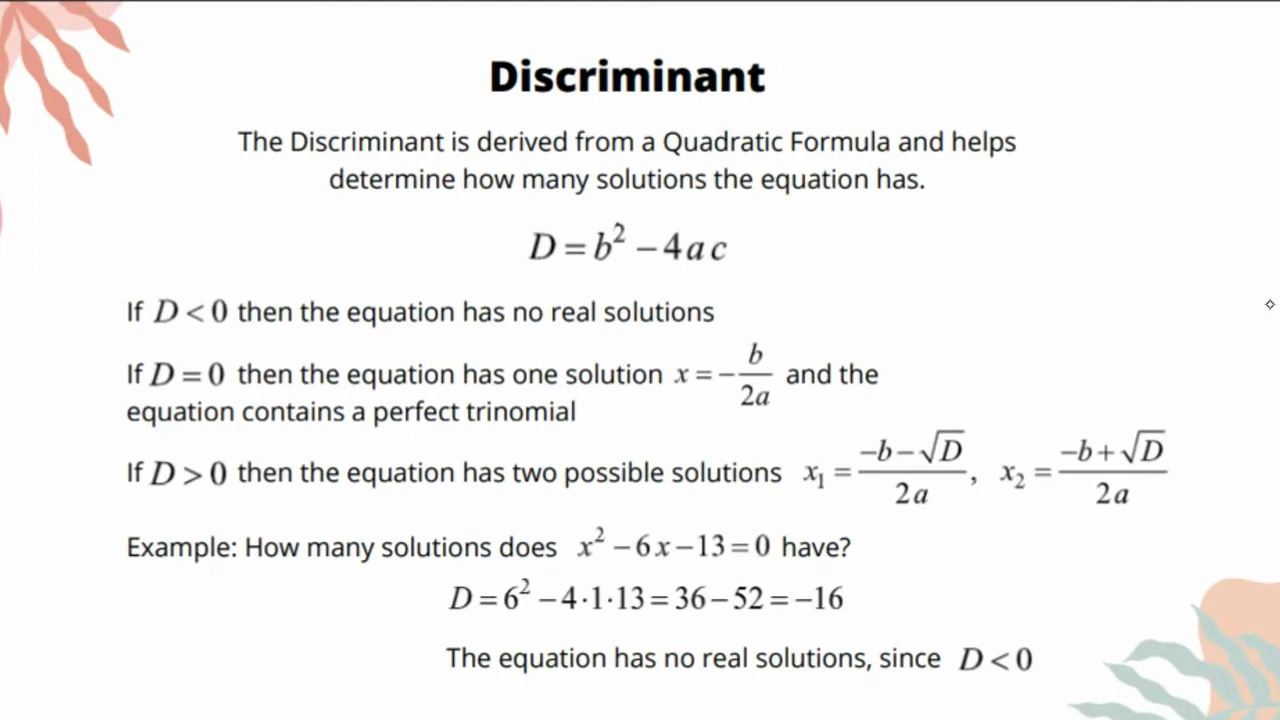 Discriminant
The Discriminant is derived from a Quadratic Formula and helps
determine how many solutions the equation has.
D = b² − 4ac
If D < 0 then the equation has no real solutions
If D = 0 then the equation has one solution x = −b/2a and the
equation contains a perfect trinomial
If D > 0 then the equation has two possible solutions x₁ = (−b−√D)/2a, x₂ = (−b+√D)/2a
Example: How many solutions does x² − 6x − 13 = 0 have?
D = 6² − 4·1·13 = 36 − 52 = −16
The equation has no real solutions, since D < 0